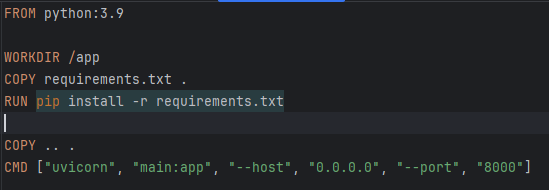 FROM python:3.9
WORKDIR /app
COPY requirements.txt .
RUN pip install -r requirements.txt
COPY .. .
CMD ["uvicorn", "main:app", "--host", "0.0.0.0", "--port", "8000"]